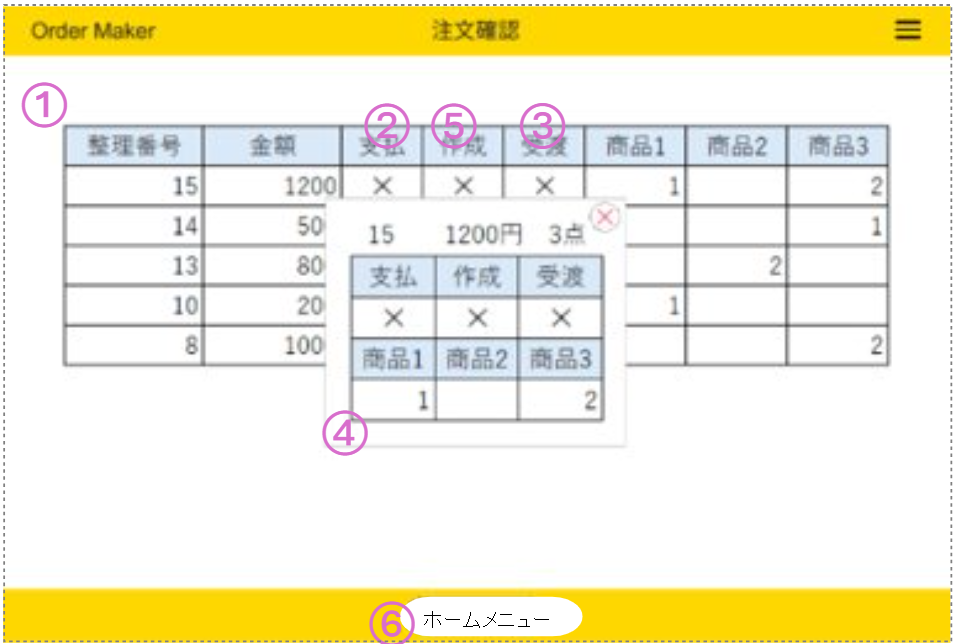 Order Maker 注文確認
①
② ⑤ ③
整理番号 金額 支払 作成 受渡 商品1 商品2 商品3
15 1200 × × × 1 2
14 50 1
13 80 2
10 20 1
8 100 2
15 1200円 3点 ×
支払 作成 受渡
× × ×
商品1 商品2 商品3
1 2
④
⑥ ホームメニュー